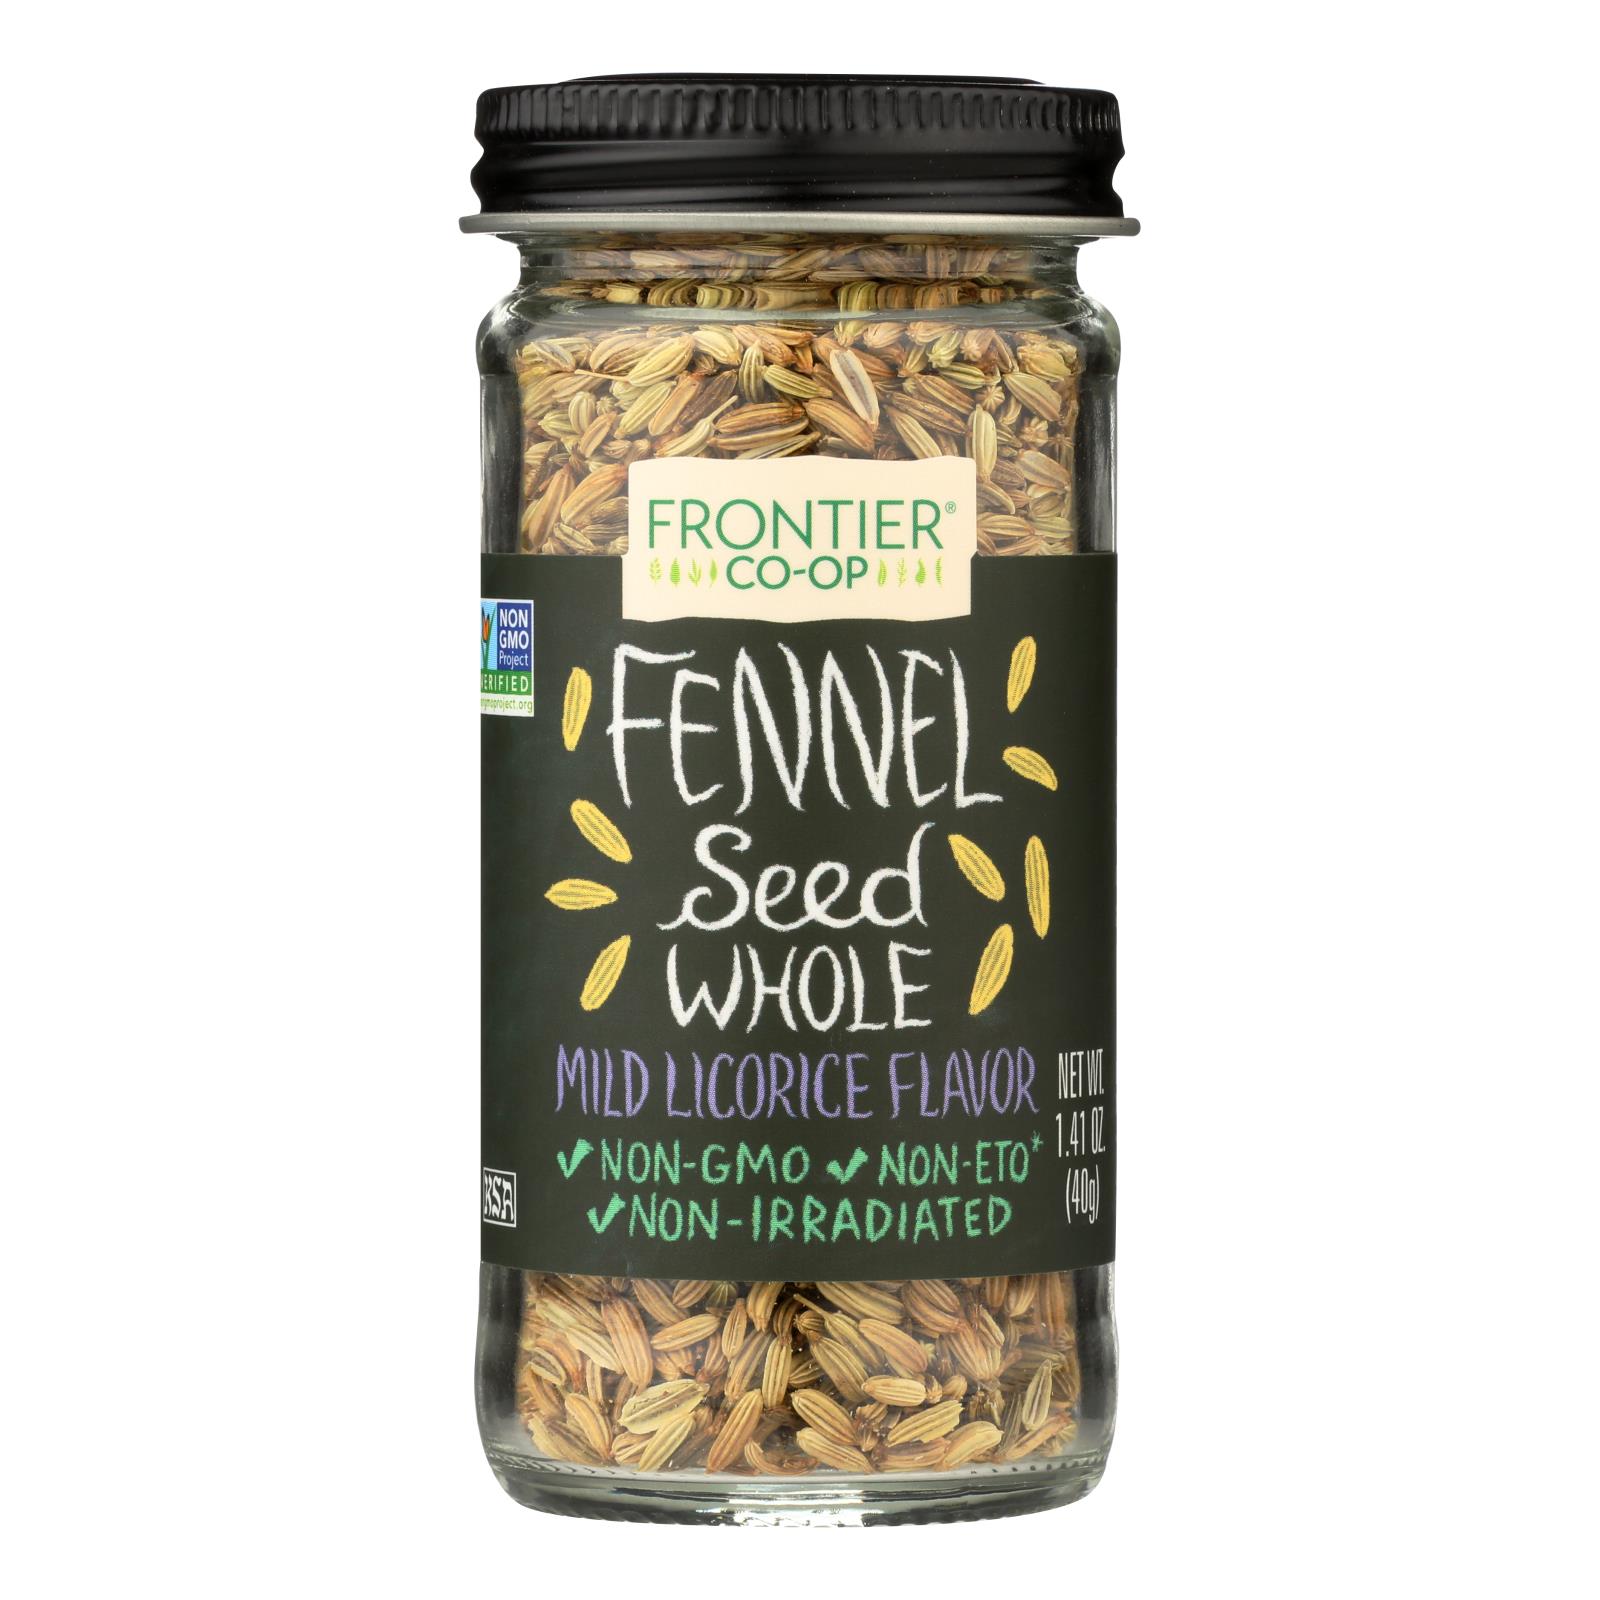 FRONTIER®
CO-OP
NON
GMO
Project
VERIFIED
FENNEL
Seed
WHOLE
MILD LICORICE FLAVOR
NET WT.
1.41 OZ.
(40g)
✓NON-GMO ✓NON-ETO*
✓NON-IRRADIATED
KSA